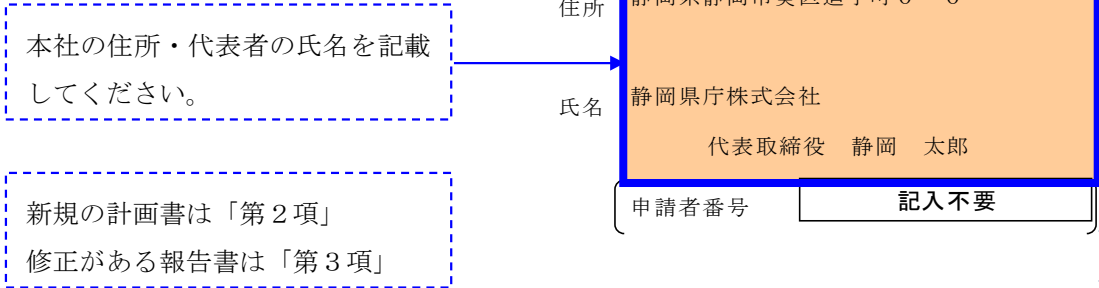 住所
本社の住所・代表者の氏名を記載
してください。
氏名
静岡県庁株式会社
代表取締役　静岡　太郎
申請者番号
記入不要
新規の計画書は「第２項」
修正がある報告書は「第３項」